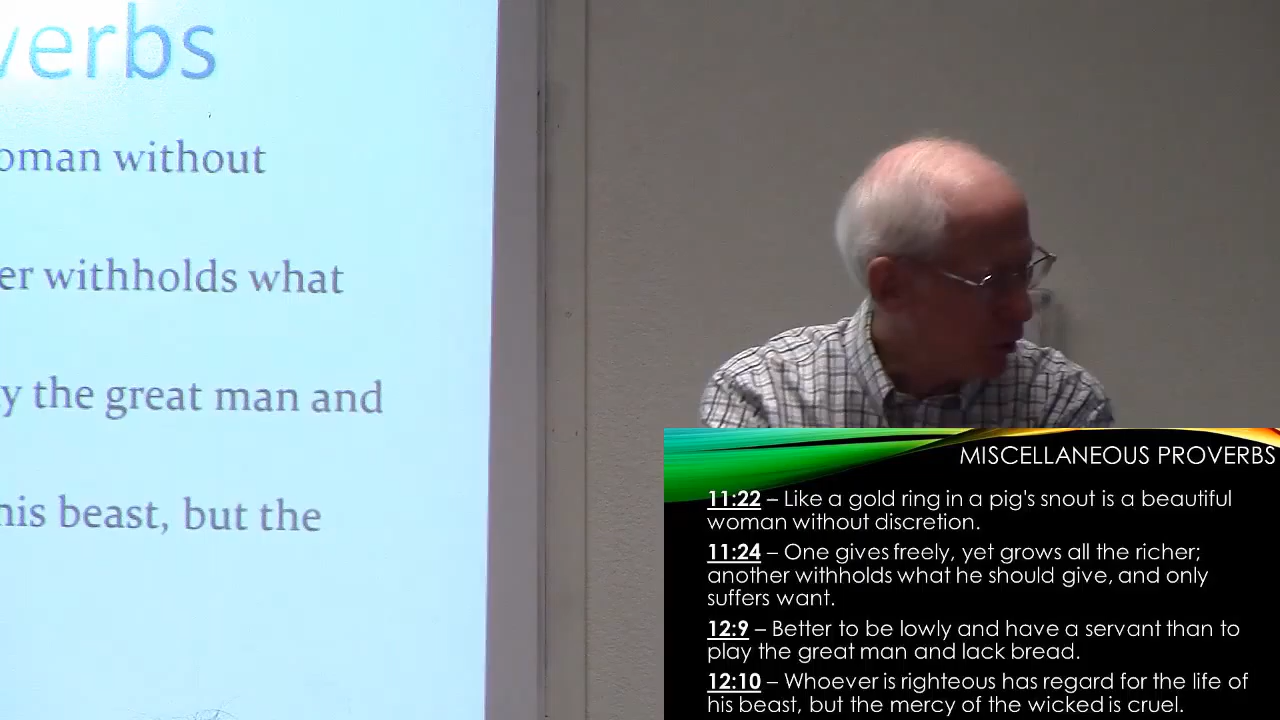 verbs
oman without
er withholds what
y the great man and
his beast, but the
MISCELLANEOUS PROVERBS
11:22 – Like a gold ring in a pig's snout is a beautiful
woman without discretion.
11:24 – One gives freely, yet grows all the richer;
another withholds what he should give, and only
suffers want.
12:9 – Better to be lowly and have a servant than to
play the great man and lack bread.
12:10 – Whoever is righteous has regard for the life of
his beast, but the mercy of the wicked is cruel.